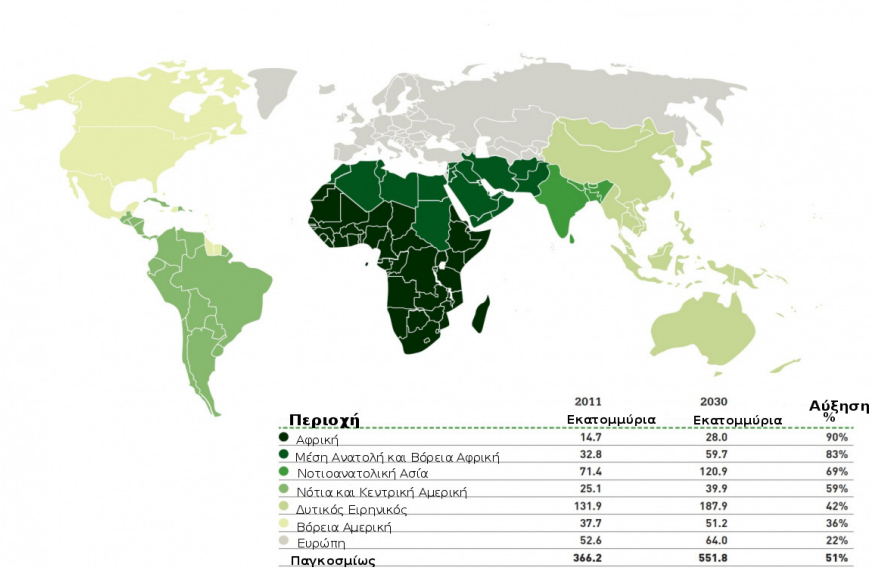 2011 2030 Αύξηση
Περιοχή Εκατομμύρια Εκατομμύρια %
Αφρική 14.7 28.0 90%
Μέση Ανατολή και Βόρεια Αφρική 32.8 59.7 83%
Νοτιοανατολική Ασία 71.4 120.9 69%
Νότια και Κεντρική Αμερική 25.1 39.9 59%
Δυτικός Ειρηνικός 131.9 187.9 42%
Βόρεια Αμερική 37.7 51.2 36%
Ευρώπη 52.6 64.0 22%
Παγκοσμίως 366.2 551.8 51%